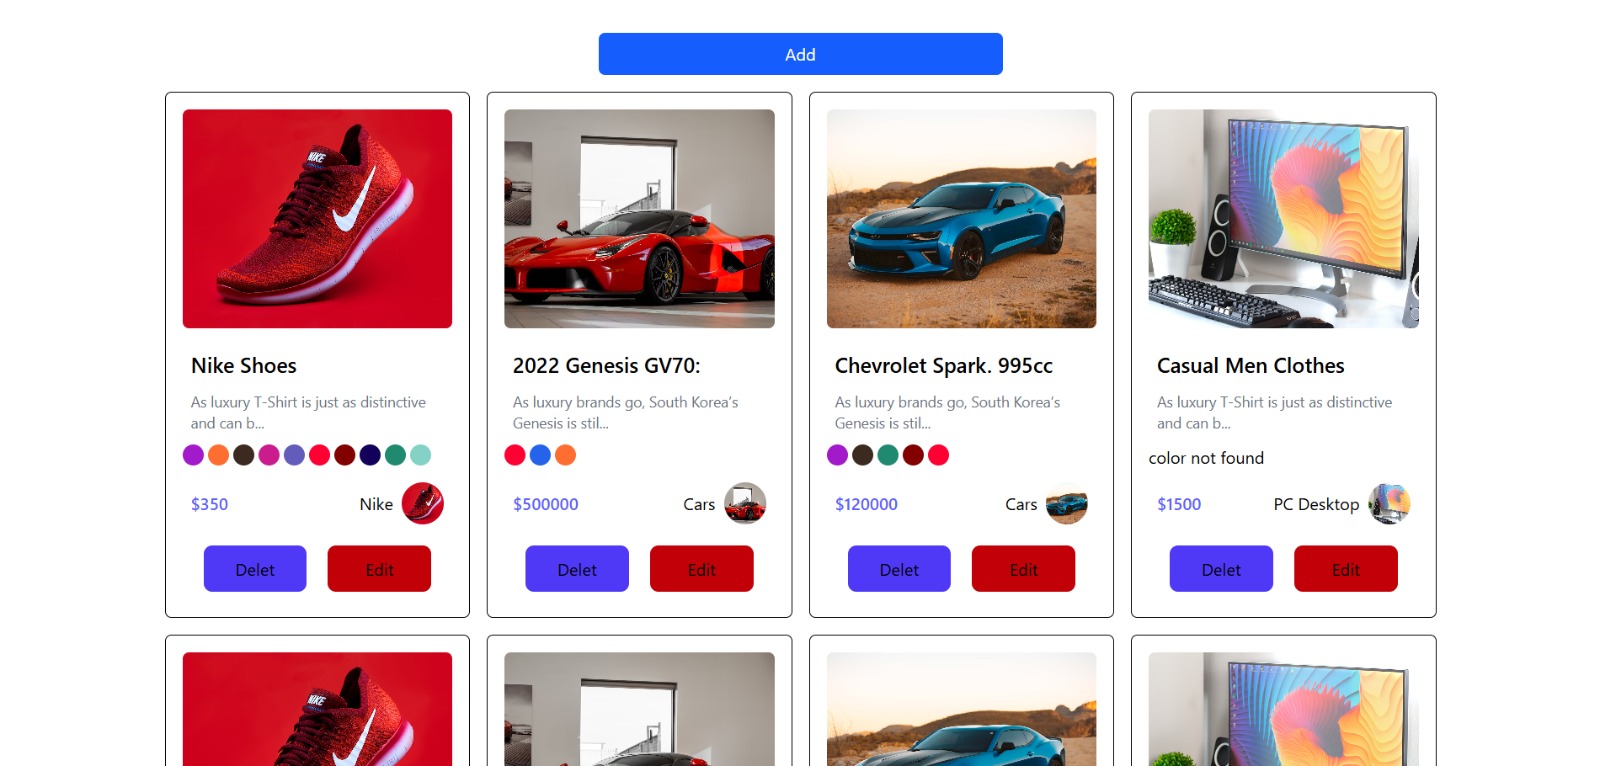 Add
NIKE
Nike Shoes
As luxury T-Shirt is just as distinctive
and can b...
$350
Nike
Delet
Edit
2022 Genesis GV70:
As luxury brands go, South Korea’s
Genesis is stil...
$500000
Cars
Delet
Edit
Chevrolet Spark. 995cc
As luxury brands go, South Korea’s
Genesis is stil...
$120000
Cars
Delet
Edit
Casual Men Clothes
As luxury T-Shirt is just as distinctive
and can b...
color not found
$1500
PC Desktop
Delet
Edit
NIKE